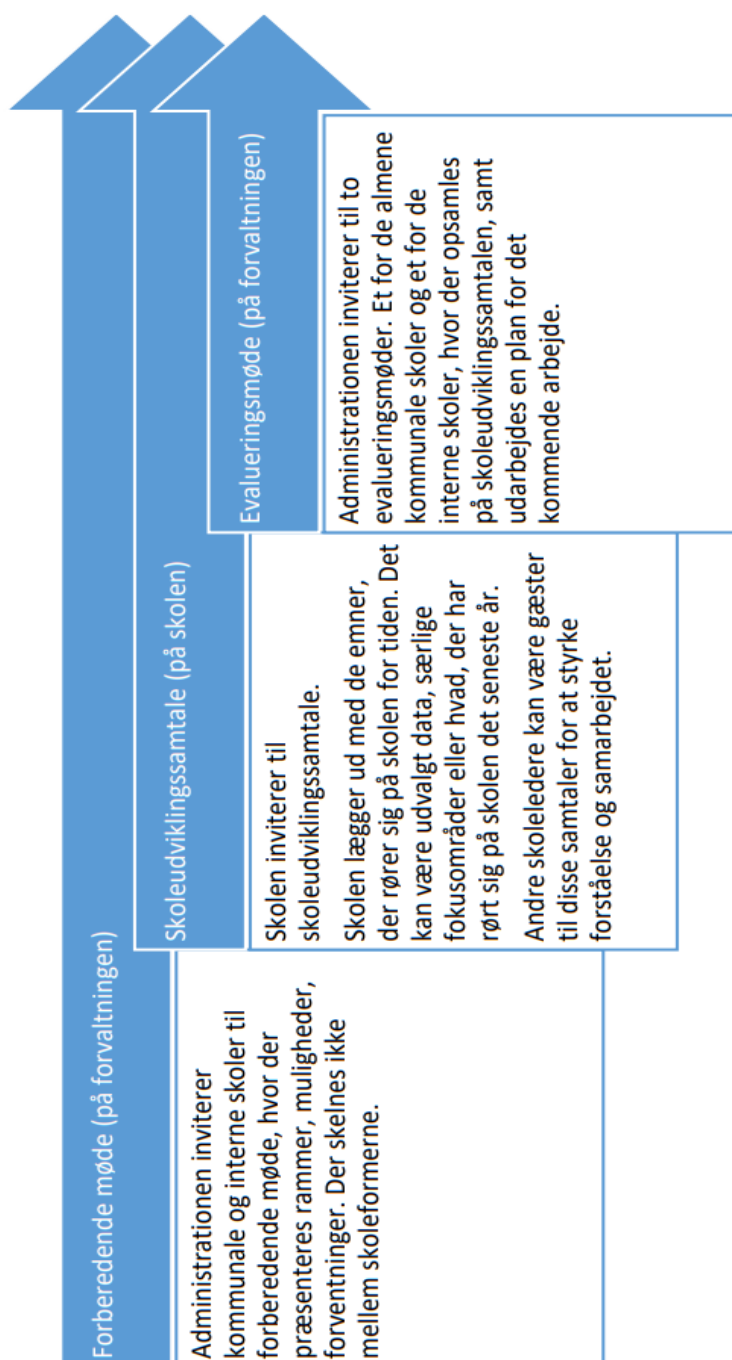 Forberedende møde (på forvaltningen)
Administrationen inviterer
kommunale og interne skoler til
forberedende møde, hvor der
præsenteres rammer, muligheder,
forventninger. Der skelnes ikke
mellem skoleformerne.
Skoleudviklingssamtale (på skolen)
Skolen inviterer til
skoleudviklingssamtale.
Skolen lægger ud med de emner,
der rører sig på skolen for tiden. Det
kan være udvalgt data, særlige
fokusområder eller hvad, der har
rørt sig på skolen det seneste år.
Andre skoleledere kan være gæster
til disse samtaler for at styrke
forståelse og samarbejdet.
Evalueringsmøde (på forvaltningen)
Administrationen inviterer til to
evalueringsmøder. Et for de almene
kommunale skoler og et for de
interne skoler, hvor der opsamles
på skoleudviklingssamtalen, samt
udarbejdes en plan for det
kommende arbejde.